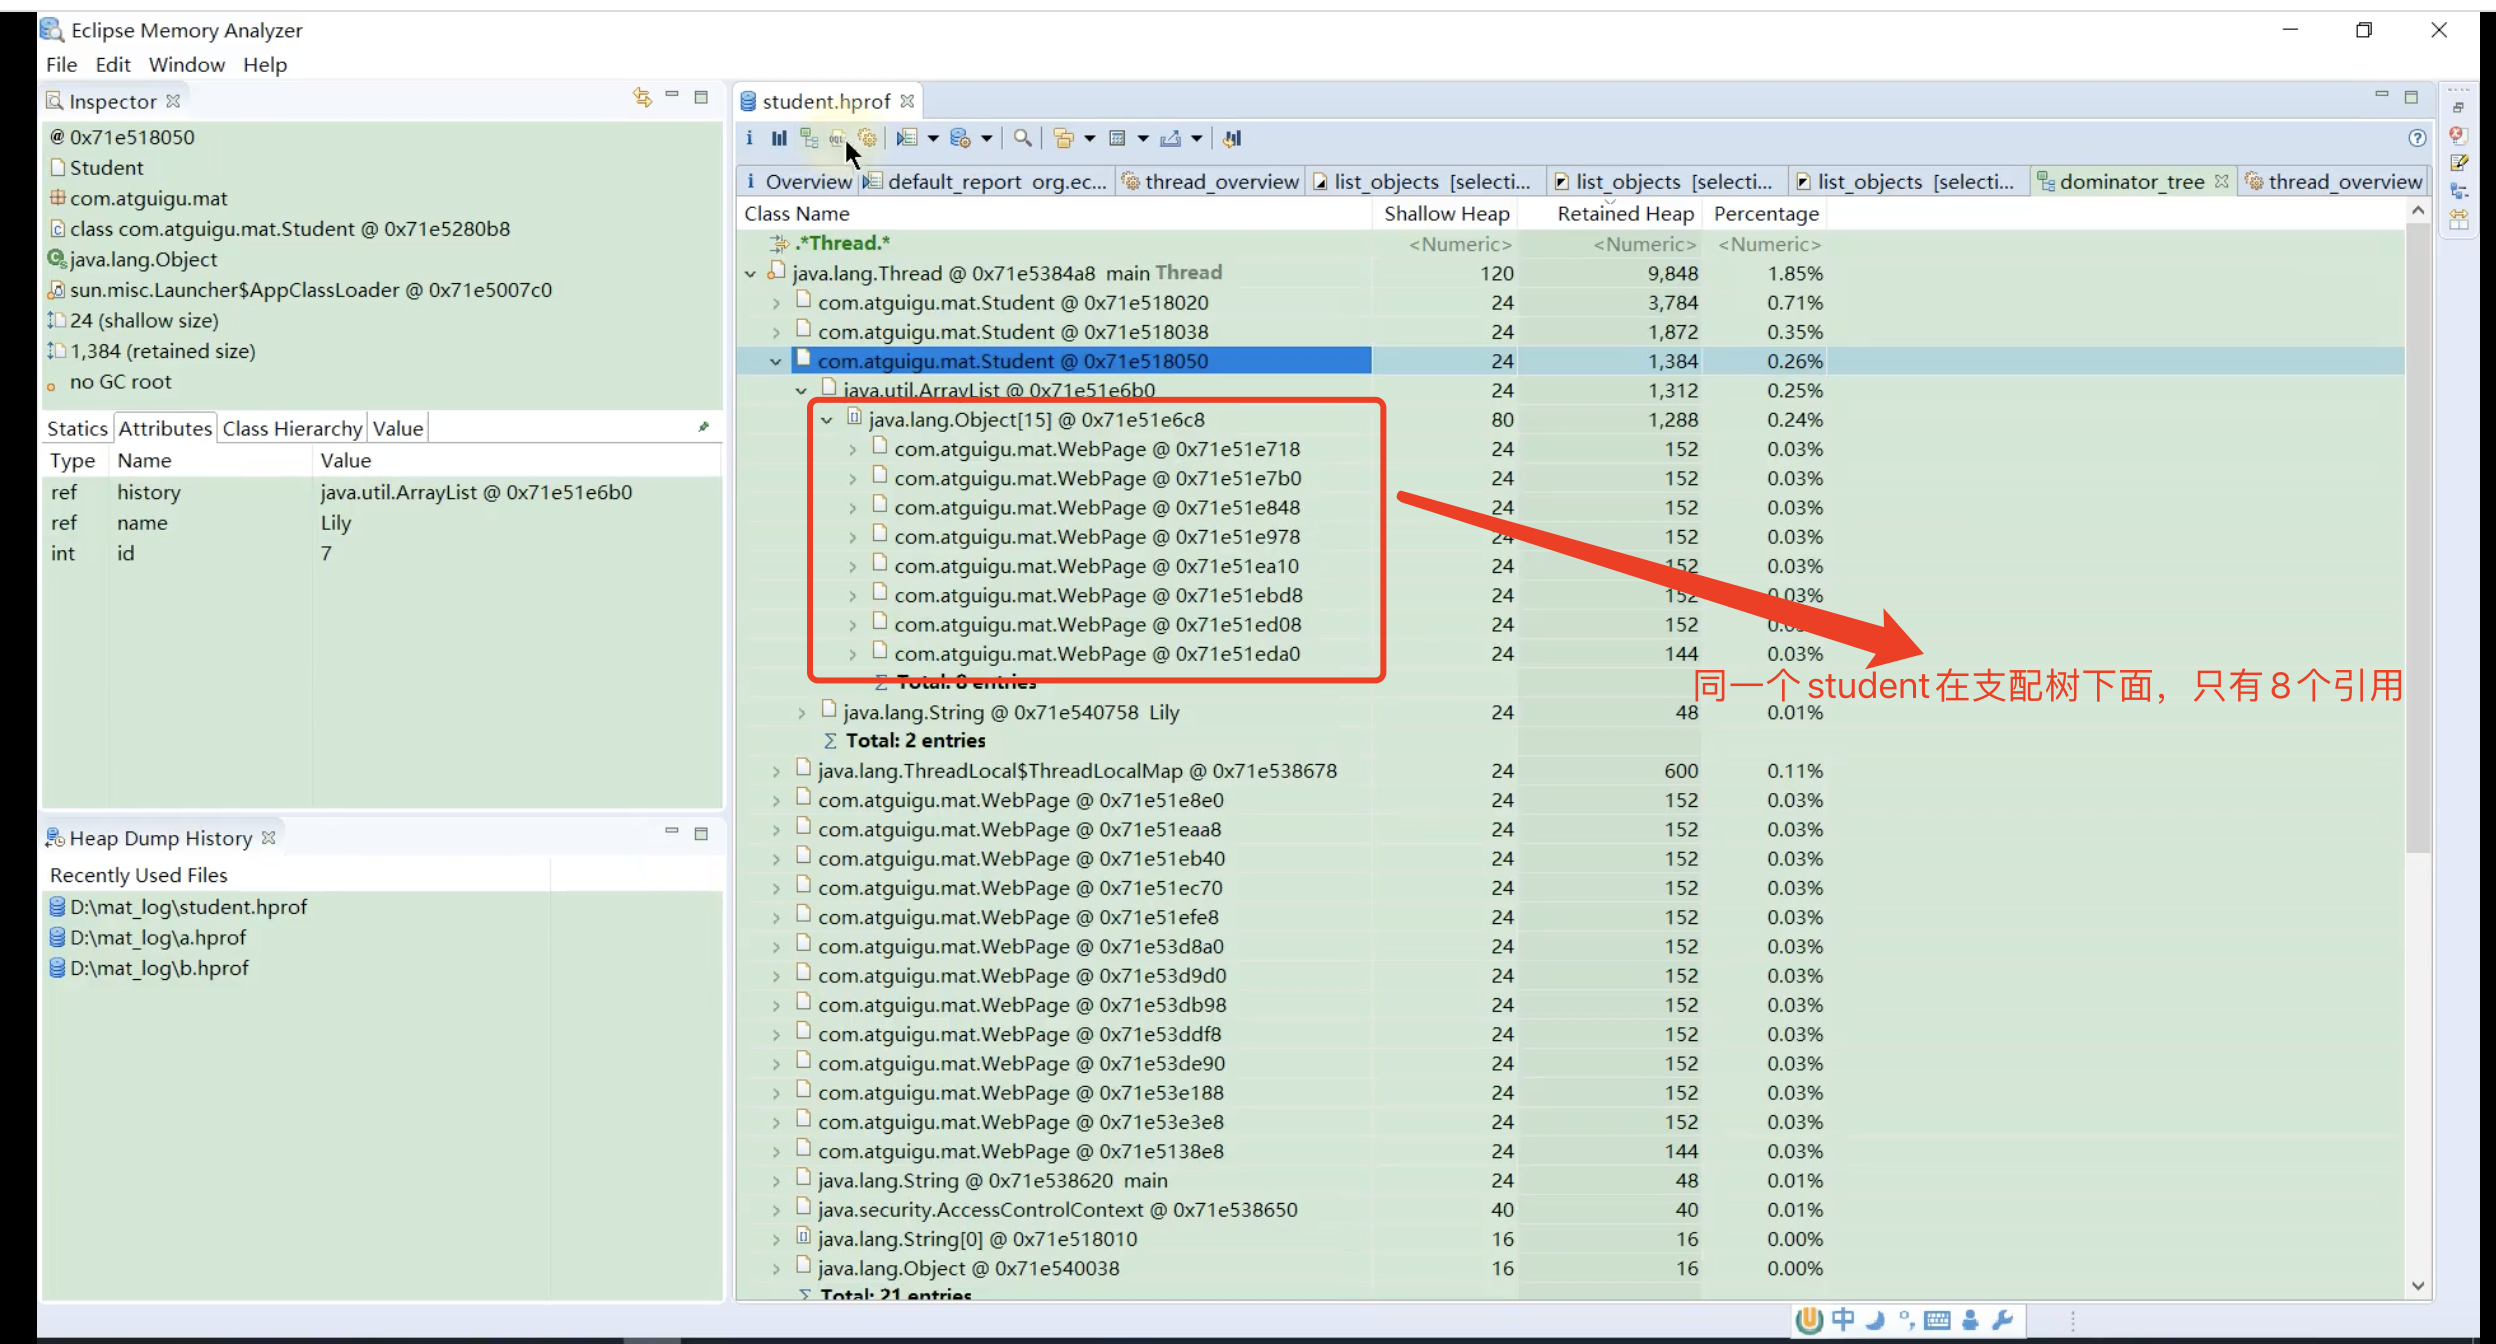 Eclipse Memory Analyzer
File Edit Window Help
Inspector
@ 0x71e518050
Student
com.atguigu.mat
class com.atguigu.mat.Student @ 0x71e5280b8
java.lang.Object
sun.misc.Launcher$AppClassLoader @ 0x71e5007c0
24 (shallow size)
1,384 (retained size)
no GC root
Statics Attributes Class Hierarchy Value
Type Name Value
ref history java.util.ArrayList @ 0x71e51e6b0
ref name Lily
int id 7
Heap Dump History
Recently Used Files
D:\mat_log\student.hprof
D:\mat_log\a.hprof
D:\mat_log\b.hprof
student.hprof
Overview default_report org.ec... thread_overview list_objects [selecti... list_objects [selecti... list_objects [selecti... dominator_tree thread_overview
Class Name Shallow Heap Retained Heap Percentage
.*Thread.* <Numeric> <Numeric> <Numeric>
java.lang.Thread @ 0x71e5384a8 main Thread 120 9,848 1.85%
com.atguigu.mat.Student @ 0x71e518020 24 3,784 0.71%
com.atguigu.mat.Student @ 0x71e518038 24 1,872 0.35%
com.atguigu.mat.Student @ 0x71e518050 24 1,384 0.26%
java.util.ArrayList @ 0x71e51e6b0 24 1,312 0.25%
java.lang.Object[15] @ 0x71e51e6c8 80 1,288 0.24%
com.atguigu.mat.WebPage @ 0x71e51e718 24 152 0.03%
com.atguigu.mat.WebPage @ 0x71e51e7b0 24 152 0.03%
com.atguigu.mat.WebPage @ 0x71e51e848 24 152 0.03%
com.atguigu.mat.WebPage @ 0x71e51e978 24 152 0.03%
com.atguigu.mat.WebPage @ 0x71e51ea10 24 152 0.03%
com.atguigu.mat.WebPage @ 0x71e51ebd8 24 152 0.03%
com.atguigu.mat.WebPage @ 0x71e51ed08 24 152 0.03%
com.atguigu.mat.WebPage @ 0x71e51eda0 24 144 0.03%
Total: 8 entries
同一个student在支配树下面，只有8个引用
java.lang.String @ 0x71e540758 Lily 24 48 0.01%
Total: 2 entries
java.lang.ThreadLocal$ThreadLocalMap @ 0x71e538678 24 600 0.11%
com.atguigu.mat.WebPage @ 0x71e51e8e0 24 152 0.03%
com.atguigu.mat.WebPage @ 0x71e51eaa8 24 152 0.03%
com.atguigu.mat.WebPage @ 0x71e51eb40 24 152 0.03%
com.atguigu.mat.WebPage @ 0x71e51ec70 24 152 0.03%
com.atguigu.mat.WebPage @ 0x71e51efe8 24 152 0.03%
com.atguigu.mat.WebPage @ 0x71e53d8a0 24 152 0.03%
com.atguigu.mat.WebPage @ 0x71e53d9d0 24 152 0.03%
com.atguigu.mat.WebPage @ 0x71e53db98 24 152 0.03%
com.atguigu.mat.WebPage @ 0x71e53ddf8 24 152 0.03%
com.atguigu.mat.WebPage @ 0x71e53de90 24 152 0.03%
com.atguigu.mat.WebPage @ 0x71e53e188 24 152 0.03%
com.atguigu.mat.WebPage @ 0x71e53e3e8 24 152 0.03%
com.atguigu.mat.WebPage @ 0x71e5138e8 24 144 0.03%
java.lang.String @ 0x71e538620 main 24 48 0.01%
java.security.AccessControlContext @ 0x71e538650 40 40 0.01%
java.lang.String[0] @ 0x71e518010 16 16 0.00%
java.lang.Object @ 0x71e540038 16 16 0.00%
Total: 21 entries
中